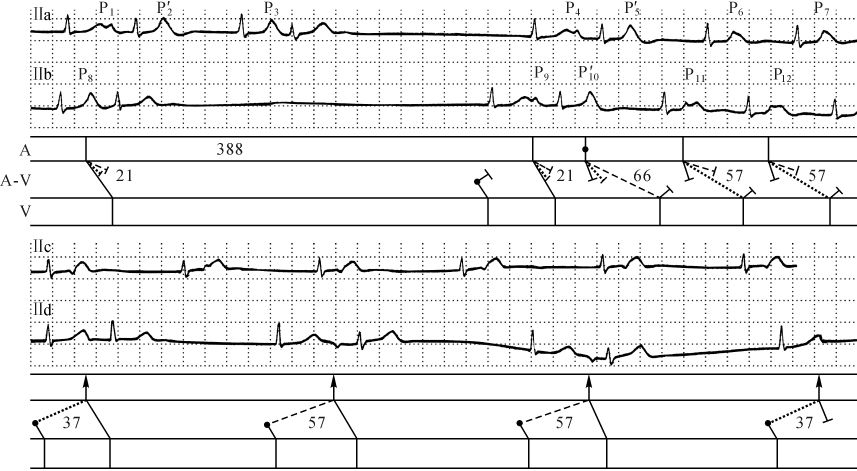 IIa P₁ P′₂ P₃ P₄ P′₅ P₆ P₇
IIb P₈ P₉ P′₁₀ P₁₁ P₁₂
A 388
A-V 21 21 66 57 57
V
IIc
IId
37 57 57 37